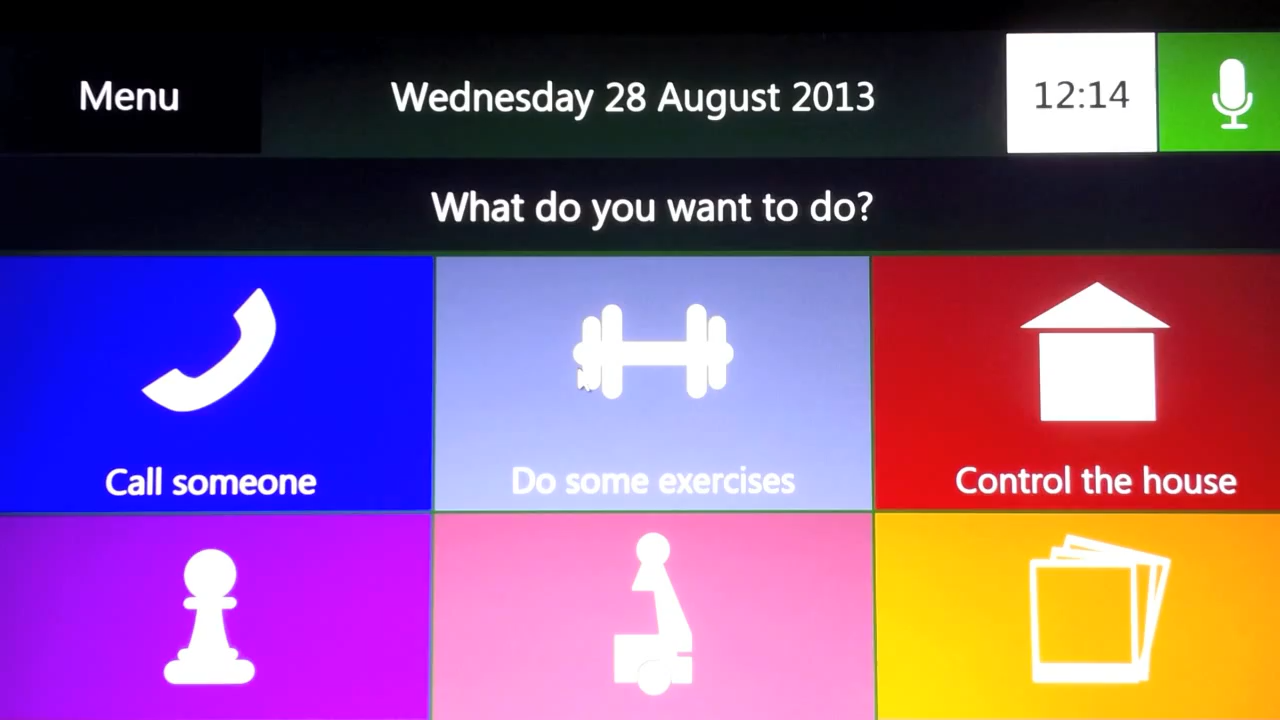 Menu
Wednesday 28 August 2013
12:14
What do you want to do?
Call someone
Do some exercises
Control the house